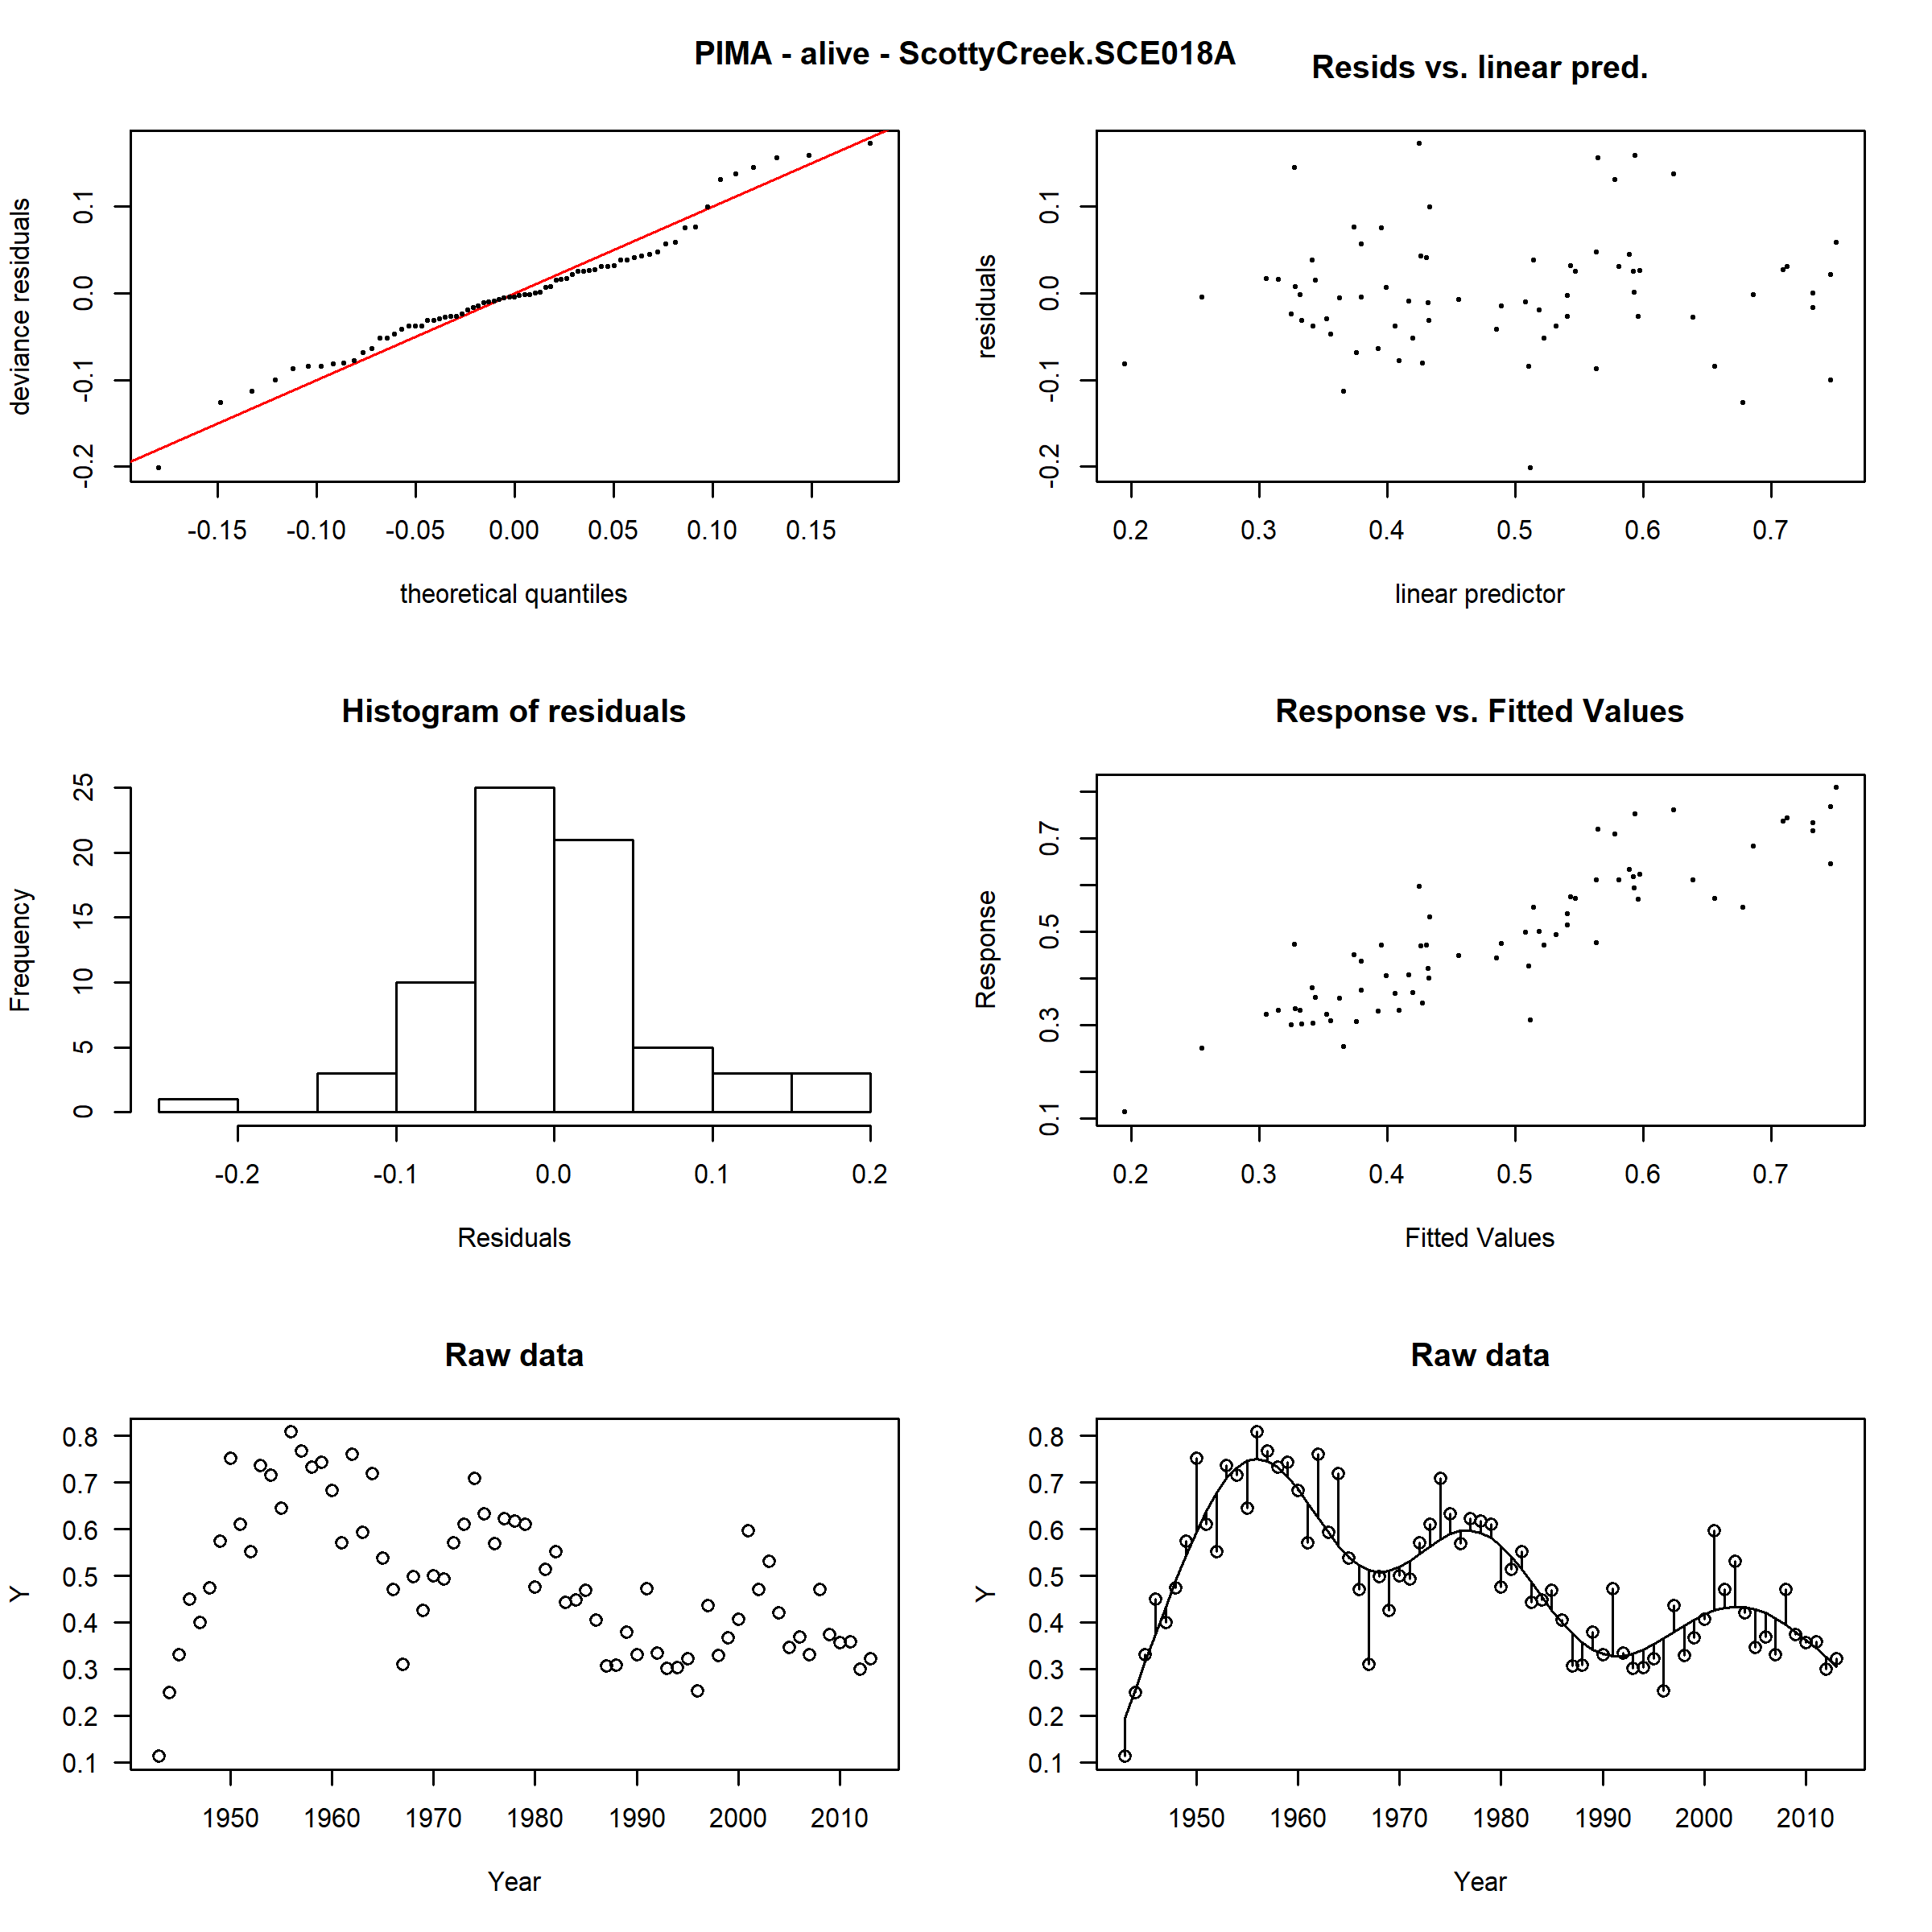 PIMA - alive - ScottyCreek.SCE018A
Resids vs. linear pred.
deviance residuals
-0.2 -0.1 0.0 0.1
-0.15 -0.10 -0.05 0.00 0.05 0.10 0.15
theoretical quantiles
residuals
-0.2 -0.1 0.0 0.1
0.2 0.3 0.4 0.5 0.6 0.7
linear predictor
Histogram of residuals
Frequency
0 5 10 15 20 25
-0.2 -0.1 0.0 0.1 0.2
Residuals
Response vs. Fitted Values
Response
0.1 0.3 0.5 0.7
0.2 0.3 0.4 0.5 0.6 0.7
Fitted Values
Raw data
Y
0.8
0.7
0.6
0.5
0.4
0.3
0.2
0.1
1950 1960 1970 1980 1990 2000 2010
Year
Raw data
Y
0.8
0.7
0.6
0.5
0.4
0.3
0.2
0.1
1950 1960 1970 1980 1990 2000 2010
Year